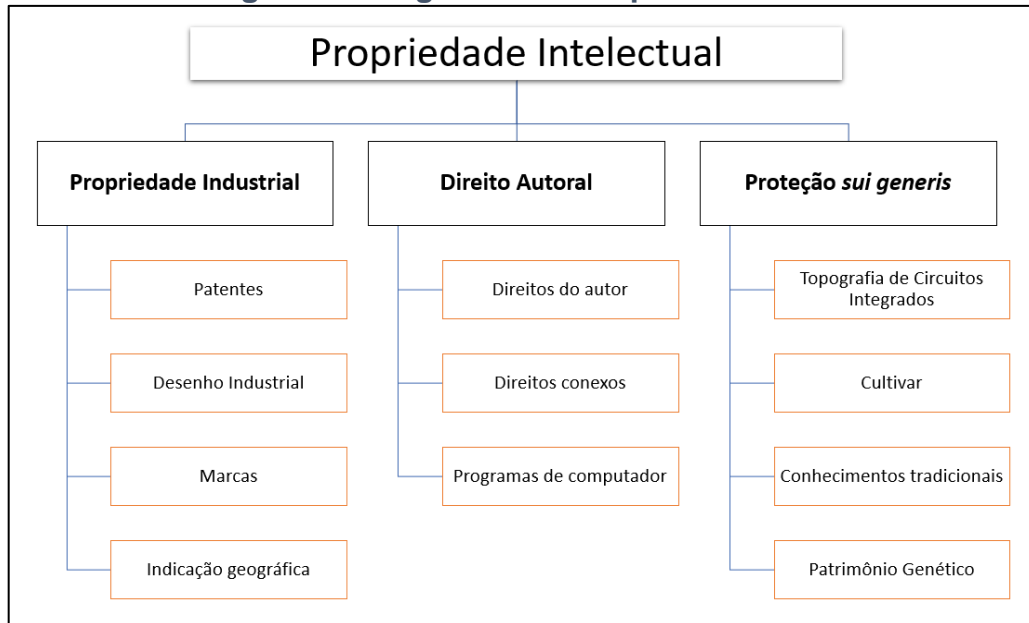 Propriedade Intelectual
Propriedade Industrial
Patentes
Desenho Industrial
Marcas
Indicação geográfica
Direito Autoral
Direitos do autor
Direitos conexos
Programas de computador
Proteção sui generis
Topografia de Circuitos
Integrados
Cultivar
Conhecimentos tradicionais
Patrimônio Genético